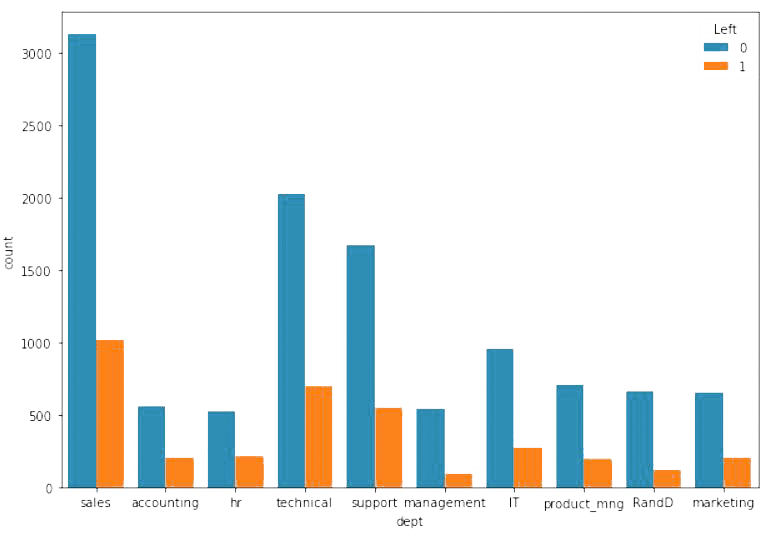 Left
0
1
3000
2500
2000
1500
1000
500
0
count
sales accounting hr technical support management IT product_mng RandD marketing
dept